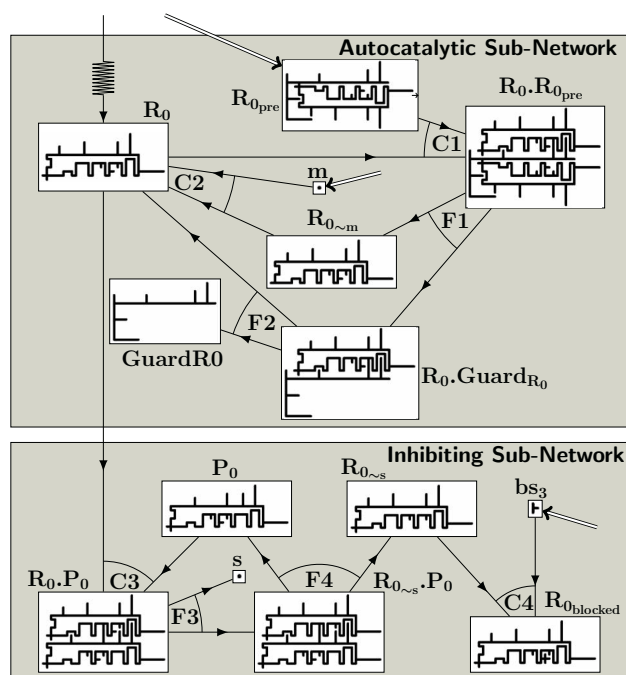 Autocatalytic Sub-Network
R₀
R₀pre
R₀.R₀pre
C1
m
C2
R₀∼m
F1
F2
GuardR0
R₀.GuardR₀
Inhibiting Sub-Network
P₀
R₀∼s
bs₃
s
R₀.P₀
C3
F3
F4
R₀∼s.P₀
C4
R₀blocked